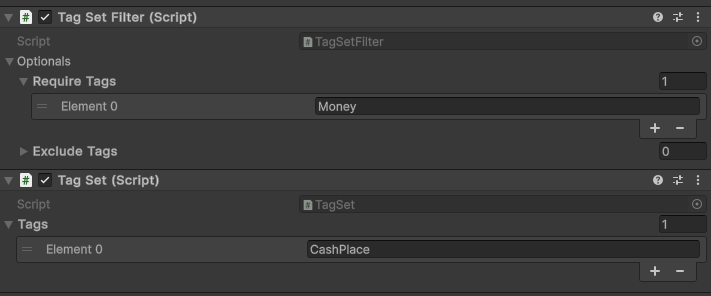 Tag Set Filter (Script)
Script TagSetFilter
Optionals
Require Tags 1
Element 0 Money
Exclude Tags 0
Tag Set (Script)
Script TagSet
Tags 1
Element 0 CashPlace